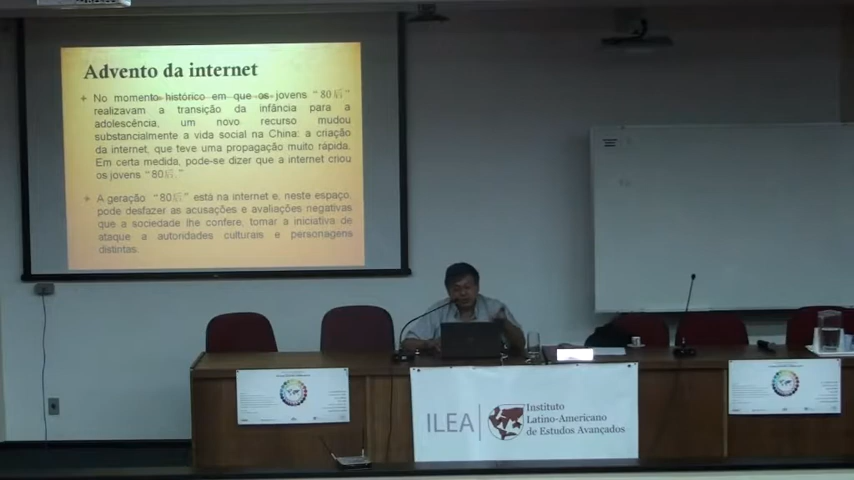 Advento da internet
No momento histórico em que os jovens "80后"
realizavam a transição da infância para a
adolescência, um novo recurso mudou
substancialmente a vida social na China: a criação
da internet, que teve uma propagação muito rápida.
Em certa medida, pode-se dizer que a internet criou
os jovens "80后."
A geração "80后" está na internet e, neste espaço,
pode desfazer as acusações e avaliações negativas
que a sociedade lhe confere, tomar a iniciativa de
ataque a autoridades culturais e personagens
distintas.
ILEA
Instituto
Latino-Americano
de Estudos Avançados